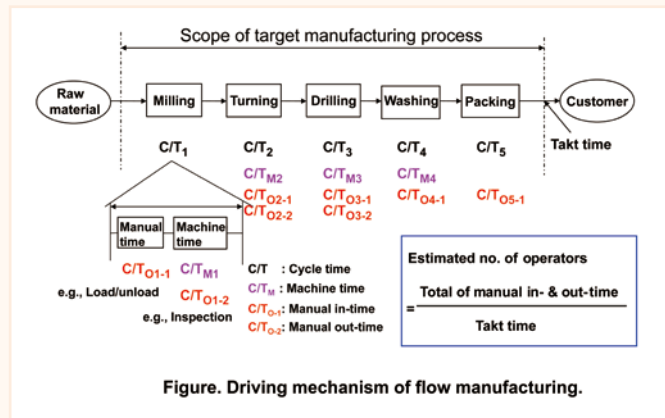 Scope of target manufacturing process
Raw material
Milling
Turning
Drilling
Washing
Packing
Customer
Takt time
C/T1 C/T2 C/T3 C/T4 C/T5
C/TM2 C/TM3 C/TM4
C/TO2-1 C/TO3-1 C/TO4-1 C/TO5-1
C/TO2-2 C/TO3-2
Manual time
Machine time
C/TO1-1 C/TM1
e.g., Load/unload
C/TO1-2
e.g., Inspection
C/T : Cycle time
C/TM : Machine time
C/TO-1: Manual in-time
C/TO-2: Manual out-time
Estimated no. of operators
= Total of manual in- & out-time
Takt time
Figure. Driving mechanism of flow manufacturing.